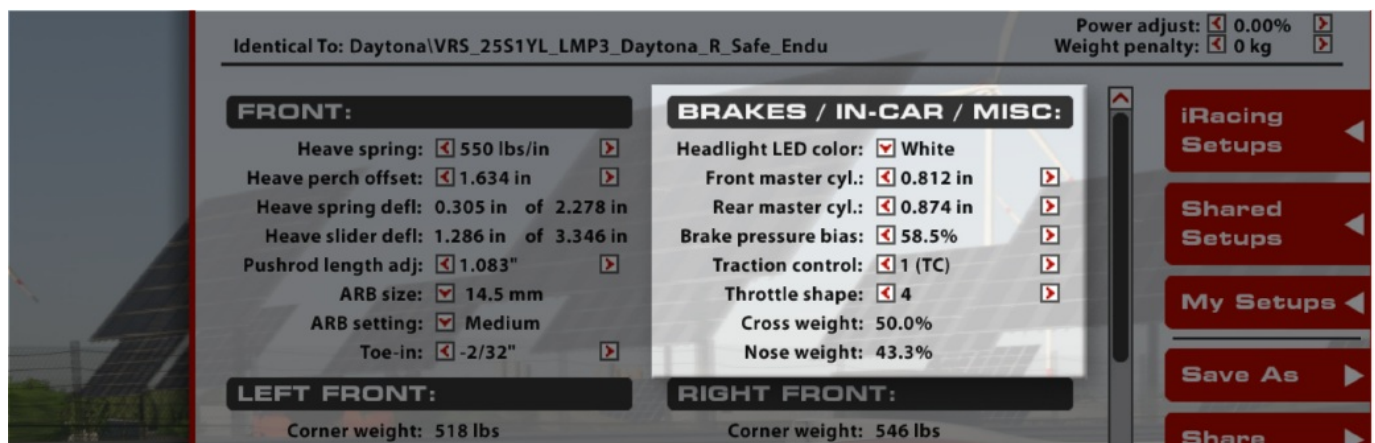 Power adjust: 0.00%
Identical To: Daytona\VRS_25S1YL_LMP3_Daytona_R_Safe_Endu
Weight penalty: 0 kg
FRONT:
Heave spring: 550 lbs/in
Heave perch offset: 1.634 in
Heave spring defl: 0.305 in of 2.278 in
Heave slider defl: 1.286 in of 3.346 in
Pushrod length adj: 1.083"
ARB size: 14.5 mm
ARB setting: Medium
Toe-in: -2/32"
BRAKES / IN-CAR / MISC:
Headlight LED color: White
Front master cyl.: 0.812 in
Rear master cyl.: 0.874 in
Brake pressure bias: 58.5%
Traction control: 1 (TC)
Throttle shape: 4
Cross weight: 50.0%
Nose weight: 43.3%
LEFT FRONT:
Corner weight: 518 lbs
RIGHT FRONT:
Corner weight: 546 lbs
iRacing
Setups
Shared
Setups
My Setups
Save As
Share